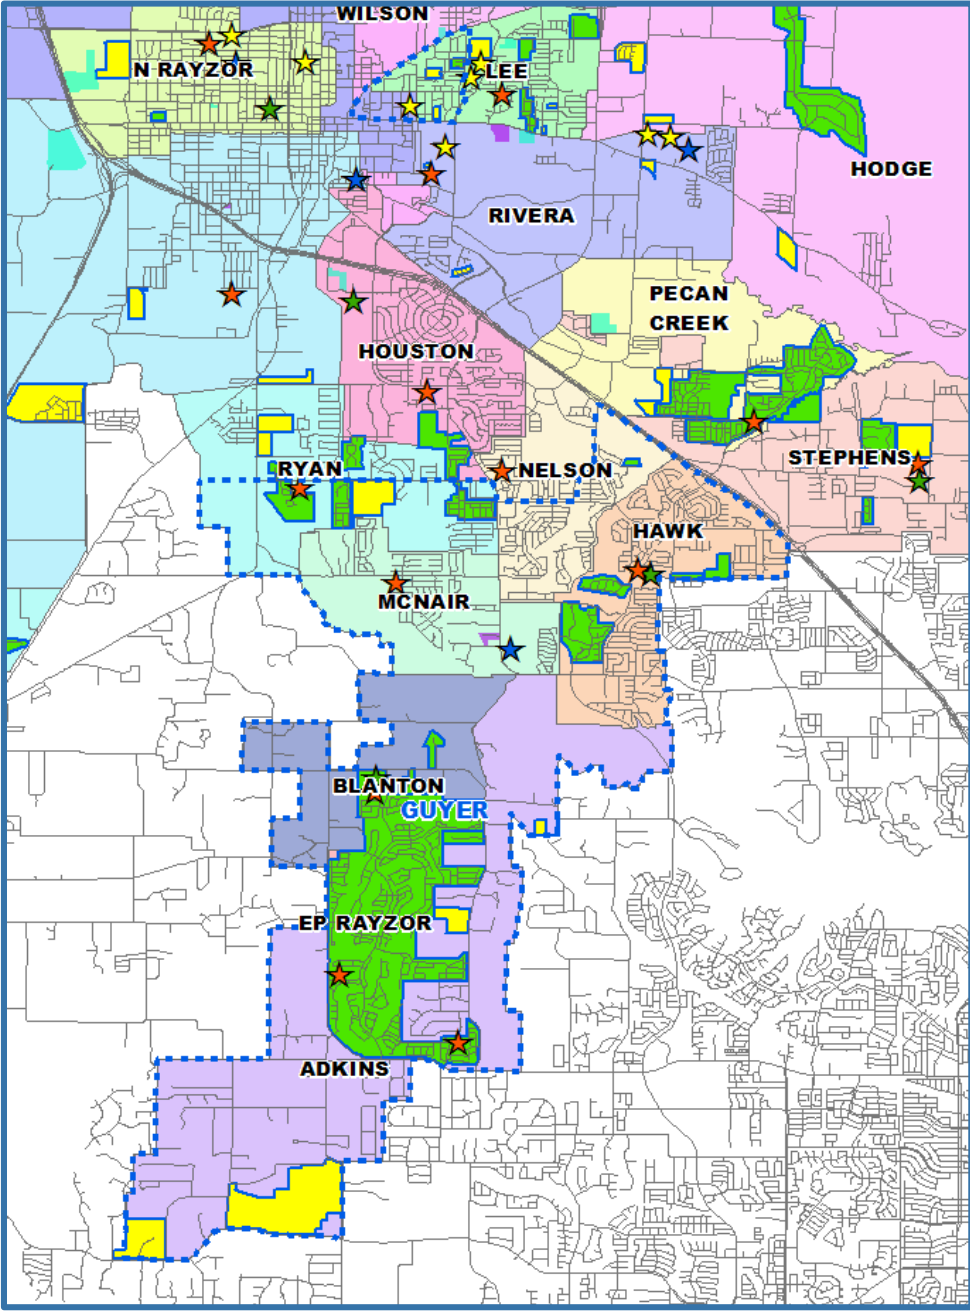 WILSON
N RAYZOR
LEE
HODGE
RIVERA
PECAN
CREEK
HOUSTON
STEPHENS
RYAN
NELSON
HAWK
MCNAIR
BLANTON
GUYER
EP RAYZOR
ADKINS